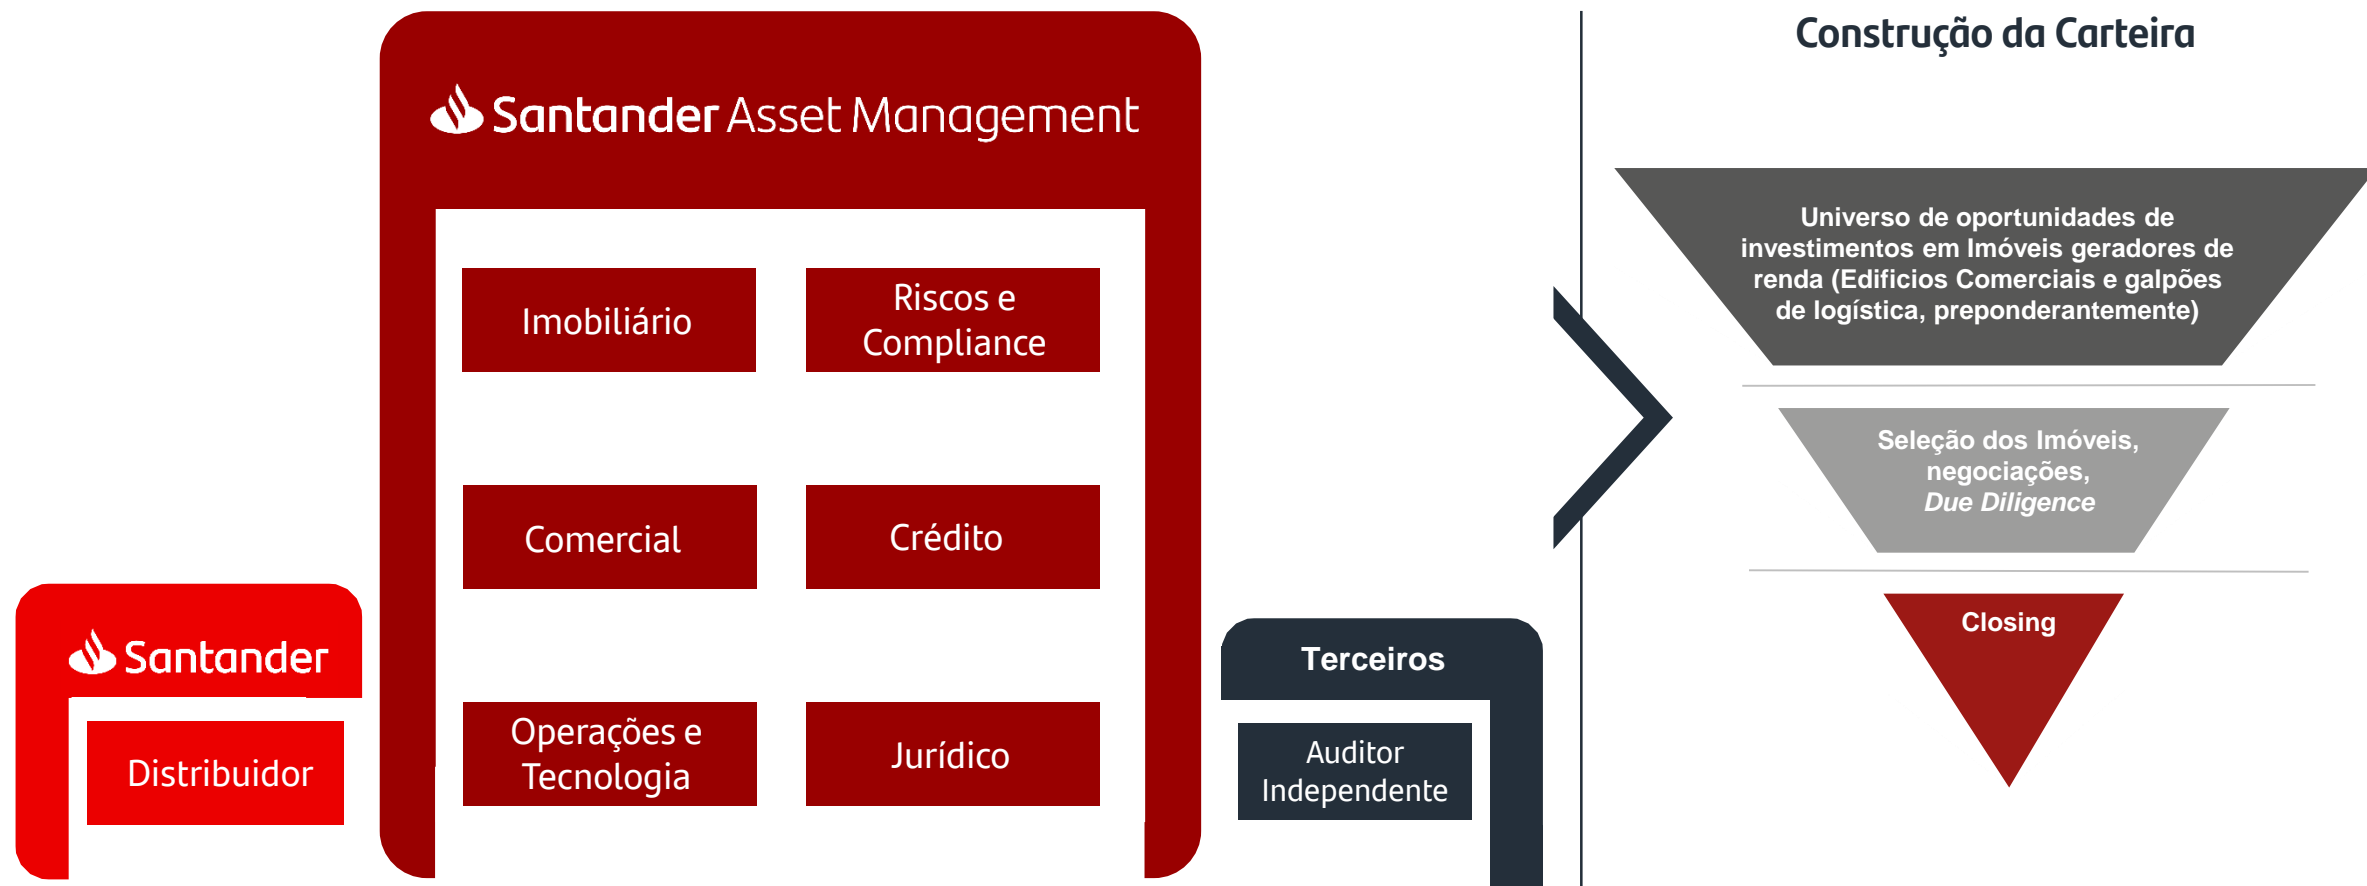 Santander Asset Management
Imobiliário
Riscos e
Compliance
Comercial
Crédito
Operações e
Tecnologia
Jurídico
Santander
Distribuidor
Terceiros
Auditor
Independente
Construção da Carteira
Universo de oportunidades de
investimentos em Imóveis geradores de
renda (Edificios Comerciais e galpões
de logística, preponderantemente)
Seleção dos Imóveis,
negociações,
Due Diligence
Closing